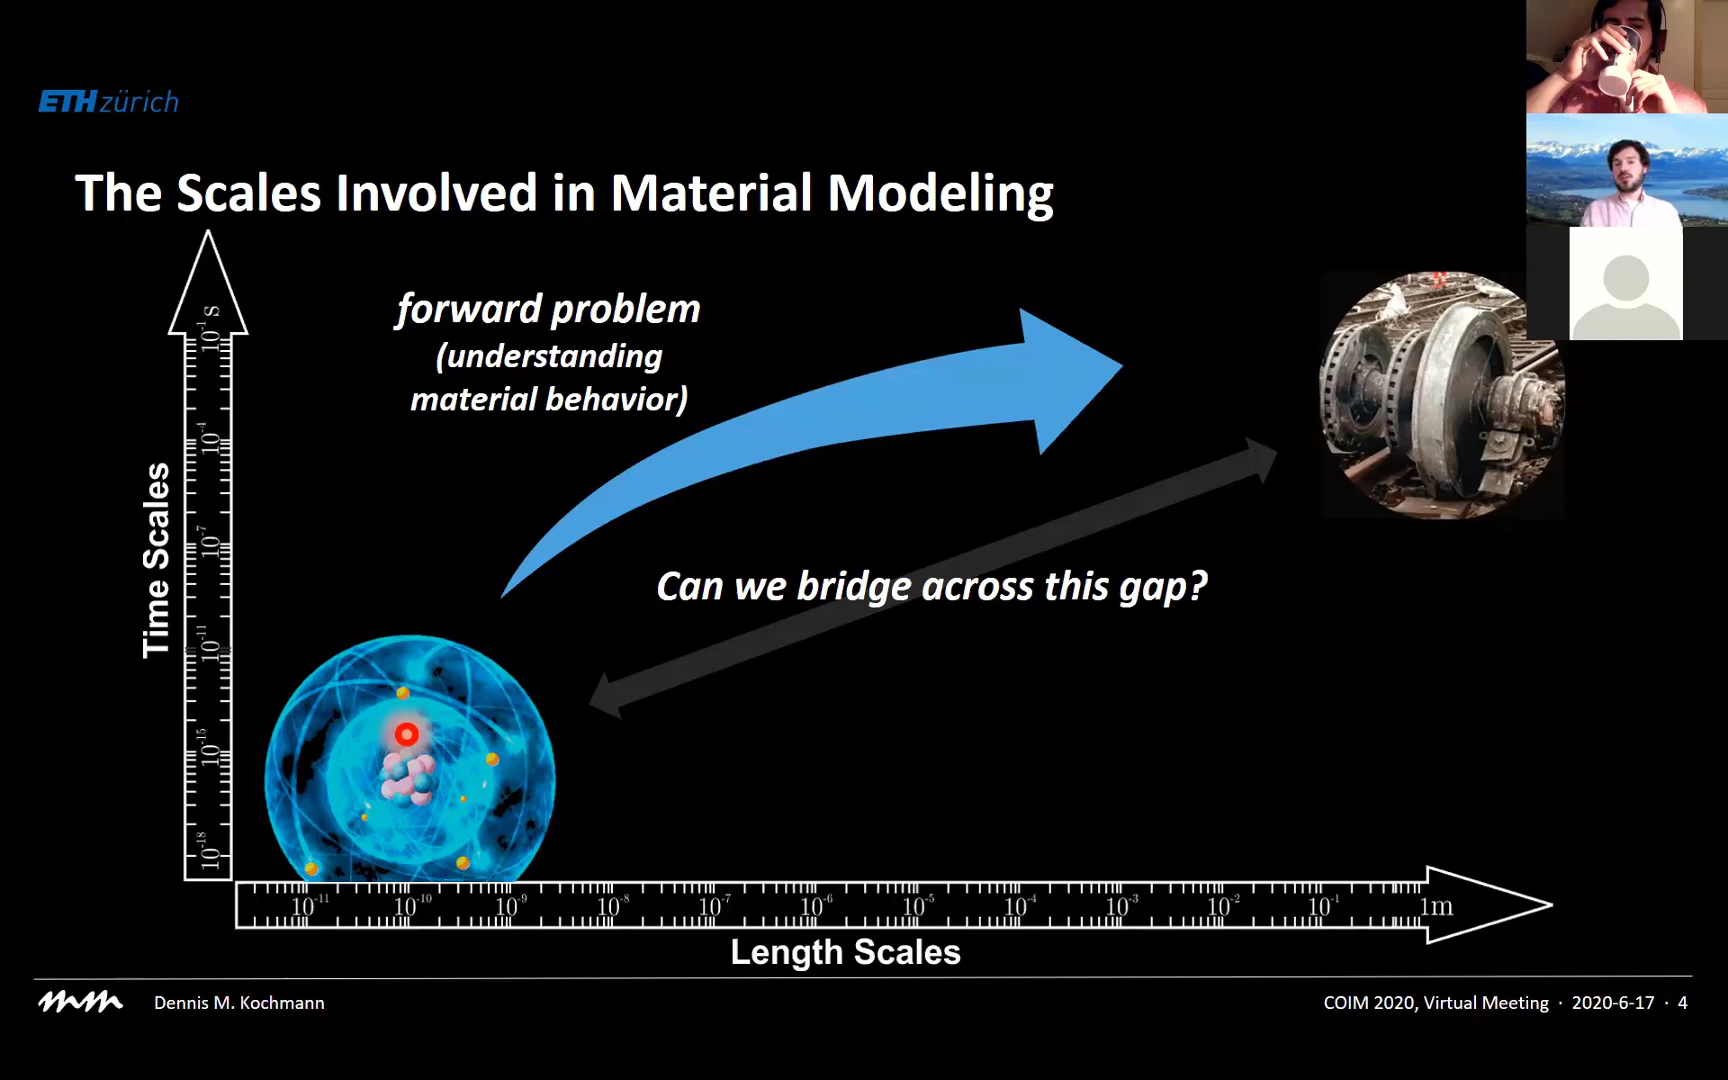 ETH zürich
The Scales Involved in Material Modeling
forward problem
(understanding
material behavior)
Can we bridge across this gap?
Time Scales
10-1 s
10-4
10-7
10-11
10-15
10-18
10-11 10-10 10-9 10-8 10-7 10-6 10-5 10-4 10-3 10-2 10-1 1m
Length Scales
Dennis M. Kochmann
COIM 2020, Virtual Meeting · 2020-6-17 · 4